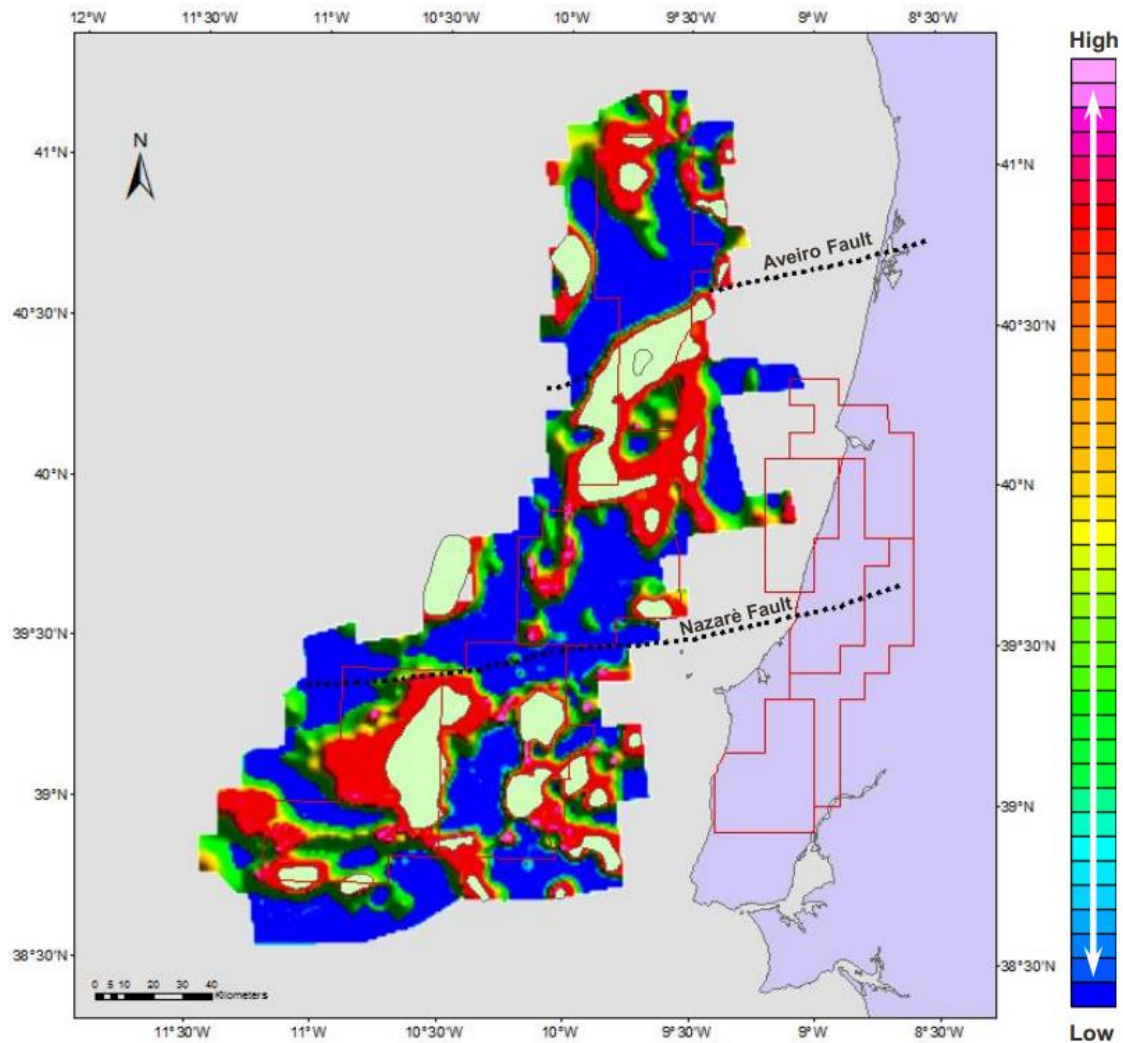 12°W 11°30'W 11°W 10°30'W 10°W 9°30'W 9°W 8°30'W
High
N
41°N 41°N
Aveiro Fault
40°30'N 40°30'N
40°N 40°N
Nazarè Fault
39°30'N 39°30'N
39°N 39°N
38°30'N 38°30'N
0 5 10 20 30 40
Kilometers
11°30'W 11°W 10°30'W 10°W 9°30'W 9°W 8°30'W
Low